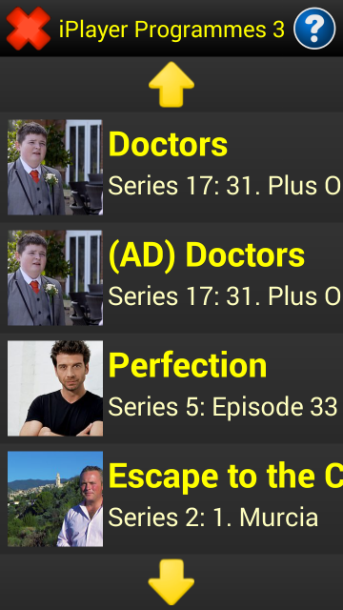 iPlayer Programmes 3
?
Doctors
Series 17: 31. Plus O
(AD) Doctors
Series 17: 31. Plus O
Perfection
Series 5: Episode 33
Escape to the C
Series 2: 1. Murcia